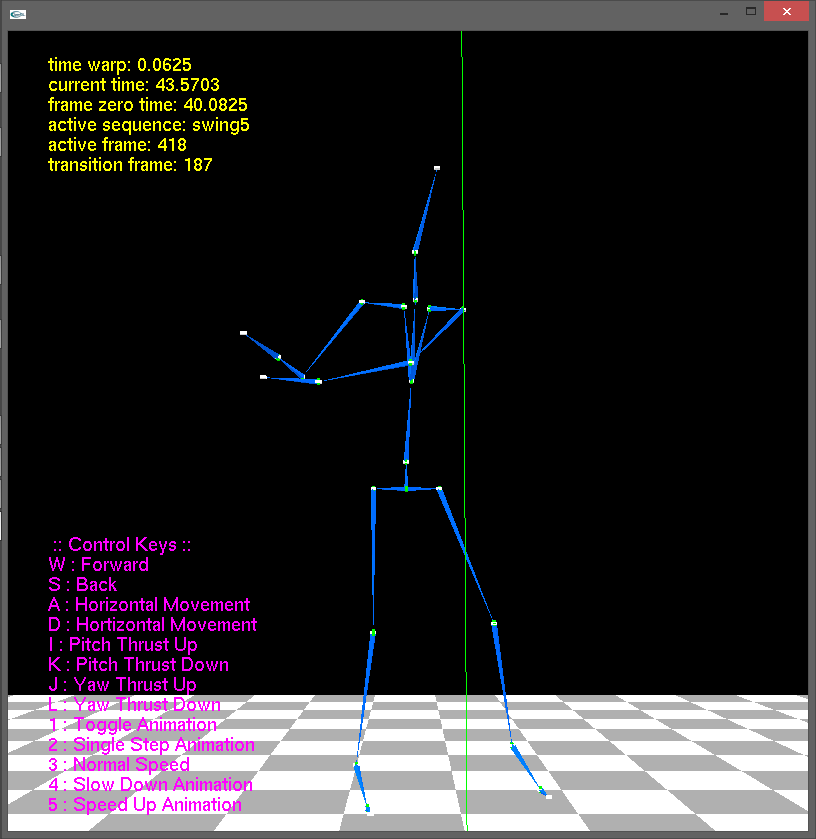 time warp: 0.0625
current time: 43.5703
frame zero time: 40.0825
active sequence: swing5
active frame: 418
transition frame: 187
:: Control Keys ::
W : Forward
S : Back
A : Horizontal Movement
D : Hortizontal Movement
I : Pitch Thrust Up
K : Pitch Thrust Down
J : Yaw Thrust Up
L : Yaw Thrust Down
1 : Toggle Animation
2 : Single Step Animation
3 : Normal Speed
4 : Slow Down Animation
5 : Speed Up Animation